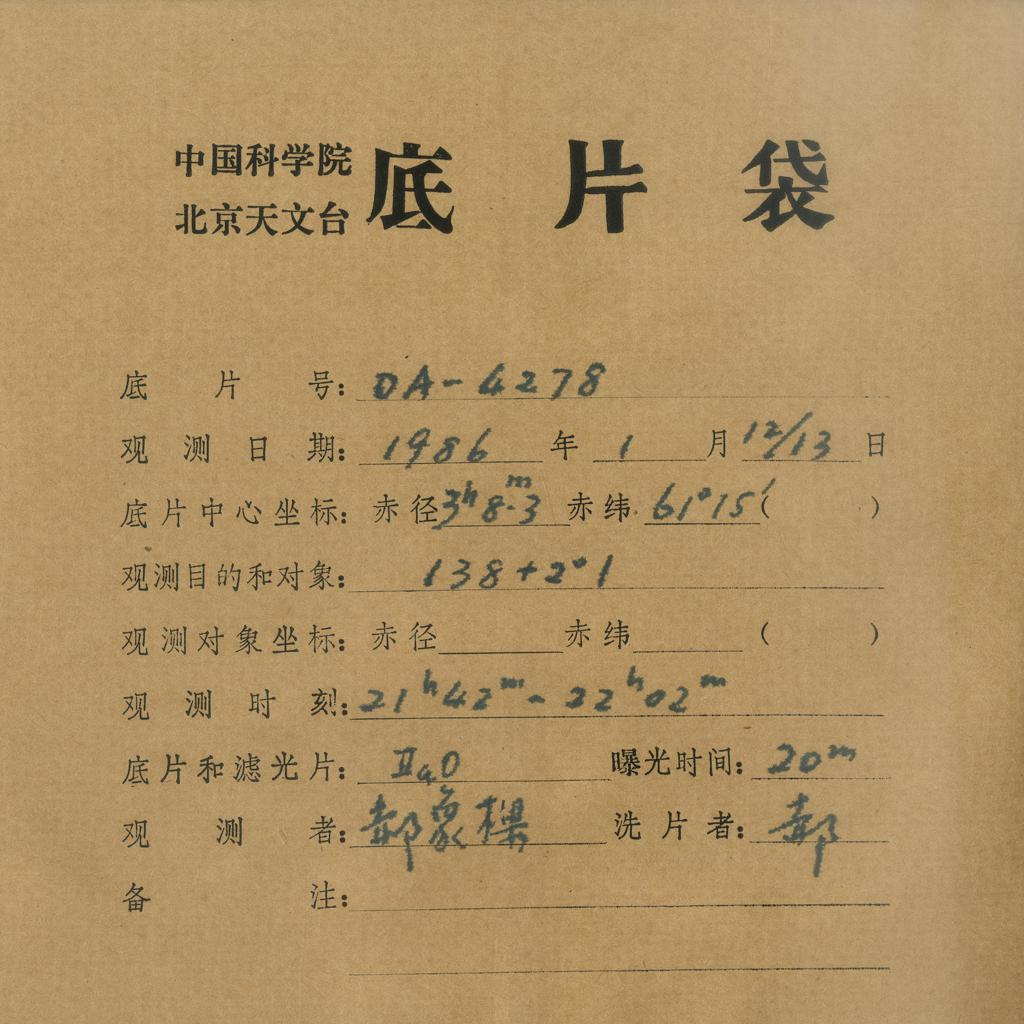 中国科学院
北京天文台 底片袋
底片号: DA-4278
观测日期: 1986 年 1 月 12/13 日
底片中心坐标: 赤径 3h8m.3 赤纬 61°15′ ( )
观测目的和对象: 138+2°1
观测对象坐标: 赤径 赤纬 ( )
观测时刻: 21h42m - 22h02m
底片和滤光片: IIaO 曝光时间: 20m
观测者: 郝象樑 洗片者: 郝
备注: